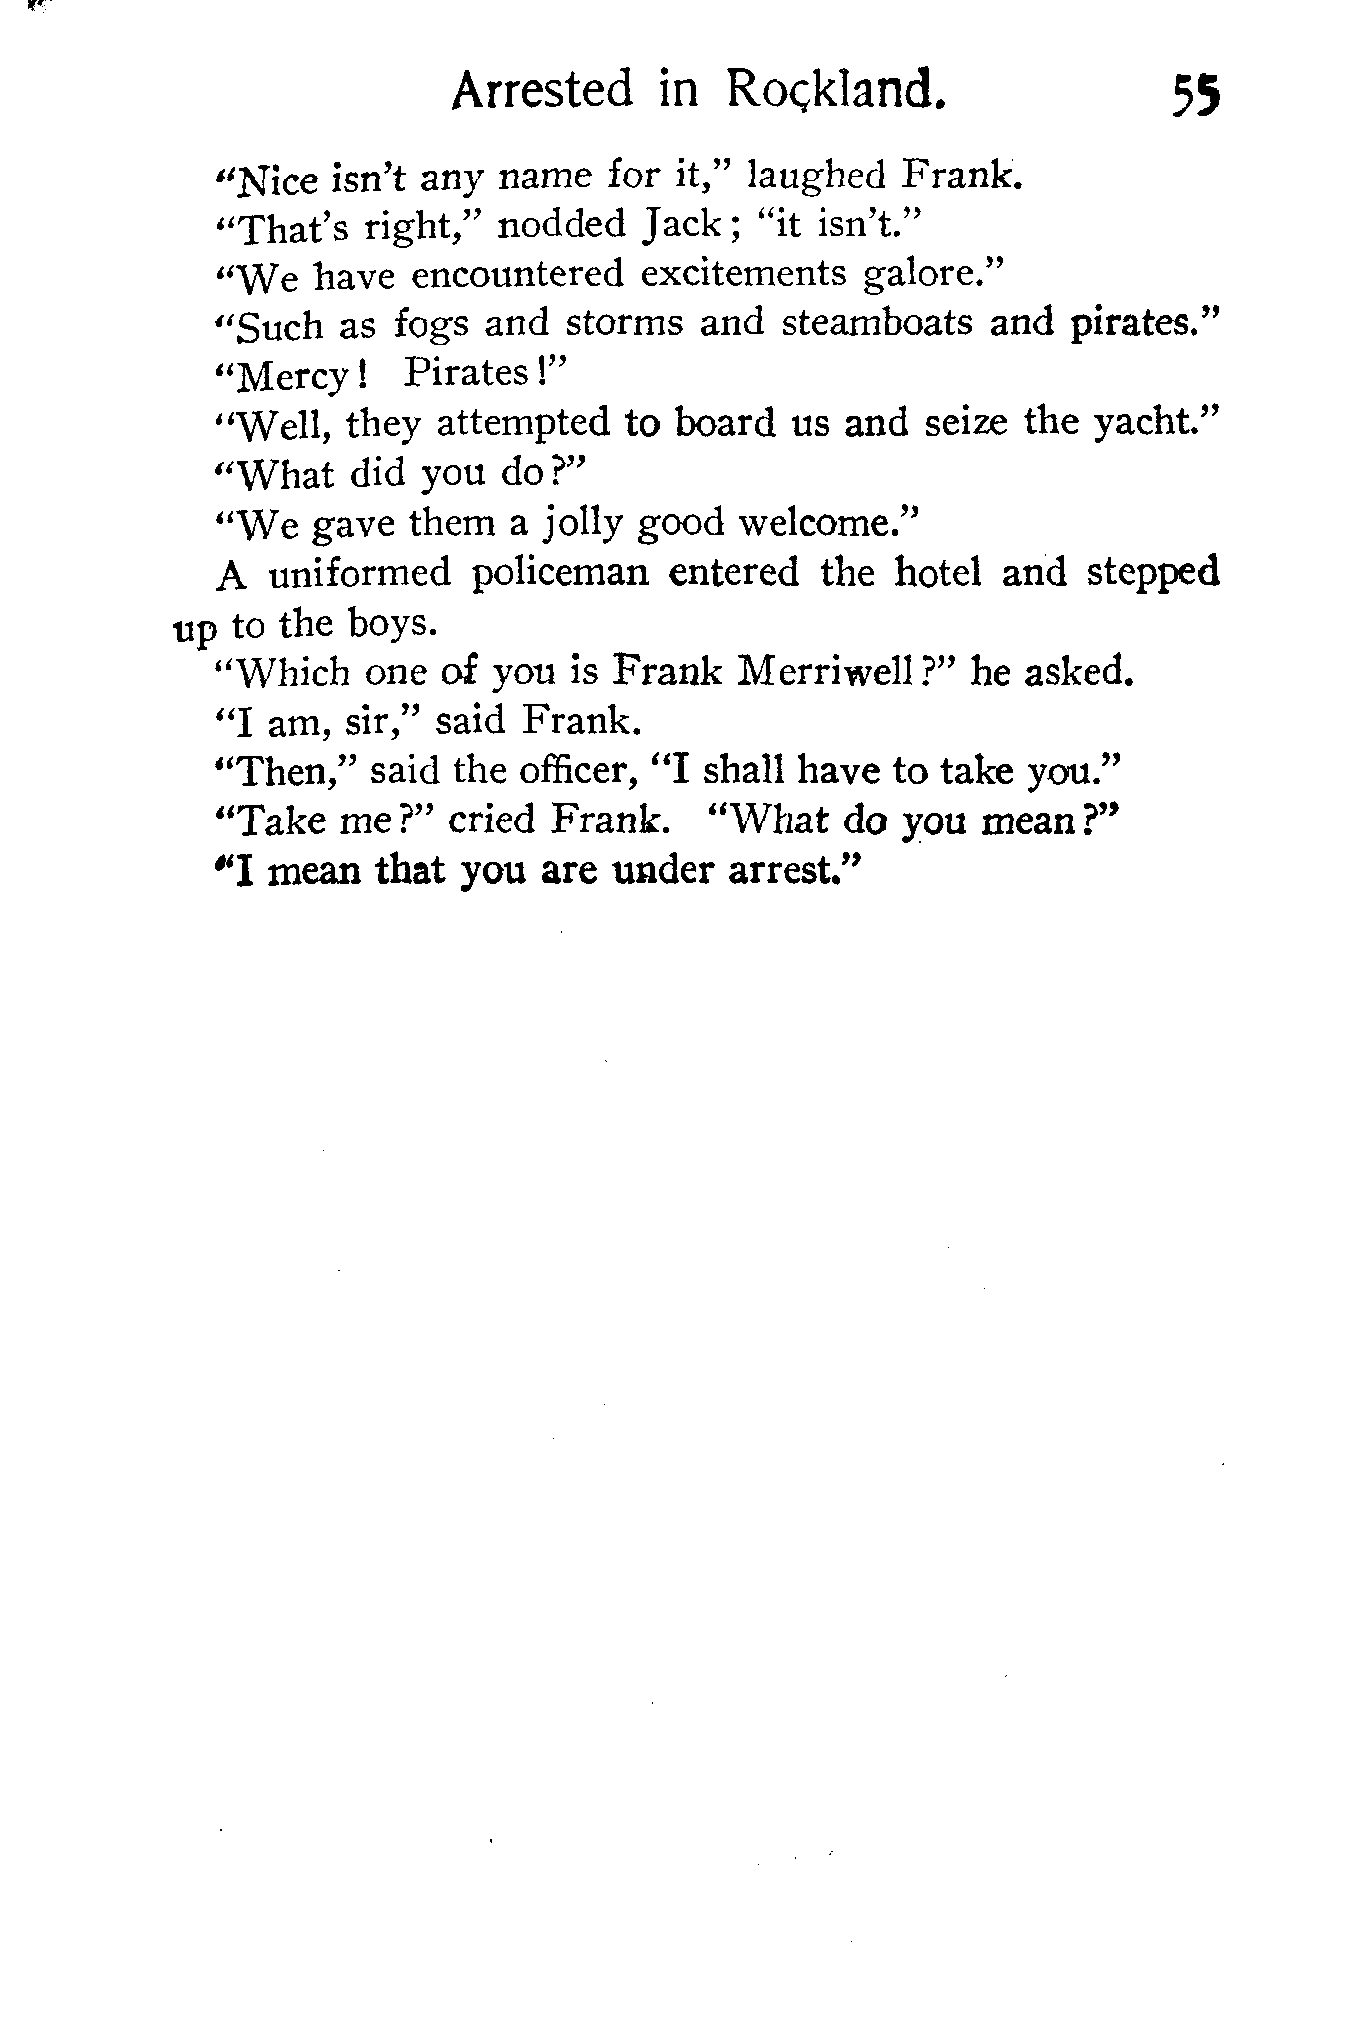 Arrested in Rockland. 55
“Nice isn’t any name for it,” laughed Frank.
“That’s right,” nodded Jack; “it isn’t.”
“We have encountered excitements galore.”
“Such as fogs and storms and steamboats and pirates.”
“Mercy! Pirates!”
“Well, they attempted to board us and seize the yacht.”
“What did you do?”
“We gave them a jolly good welcome.”
A uniformed policeman entered the hotel and stepped
up to the boys.
“Which one of you is Frank Merriwell?” he asked.
“I am, sir,” said Frank.
“Then,” said the officer, “I shall have to take you.”
“Take me?” cried Frank. “What do you mean?”
“I mean that you are under arrest.”